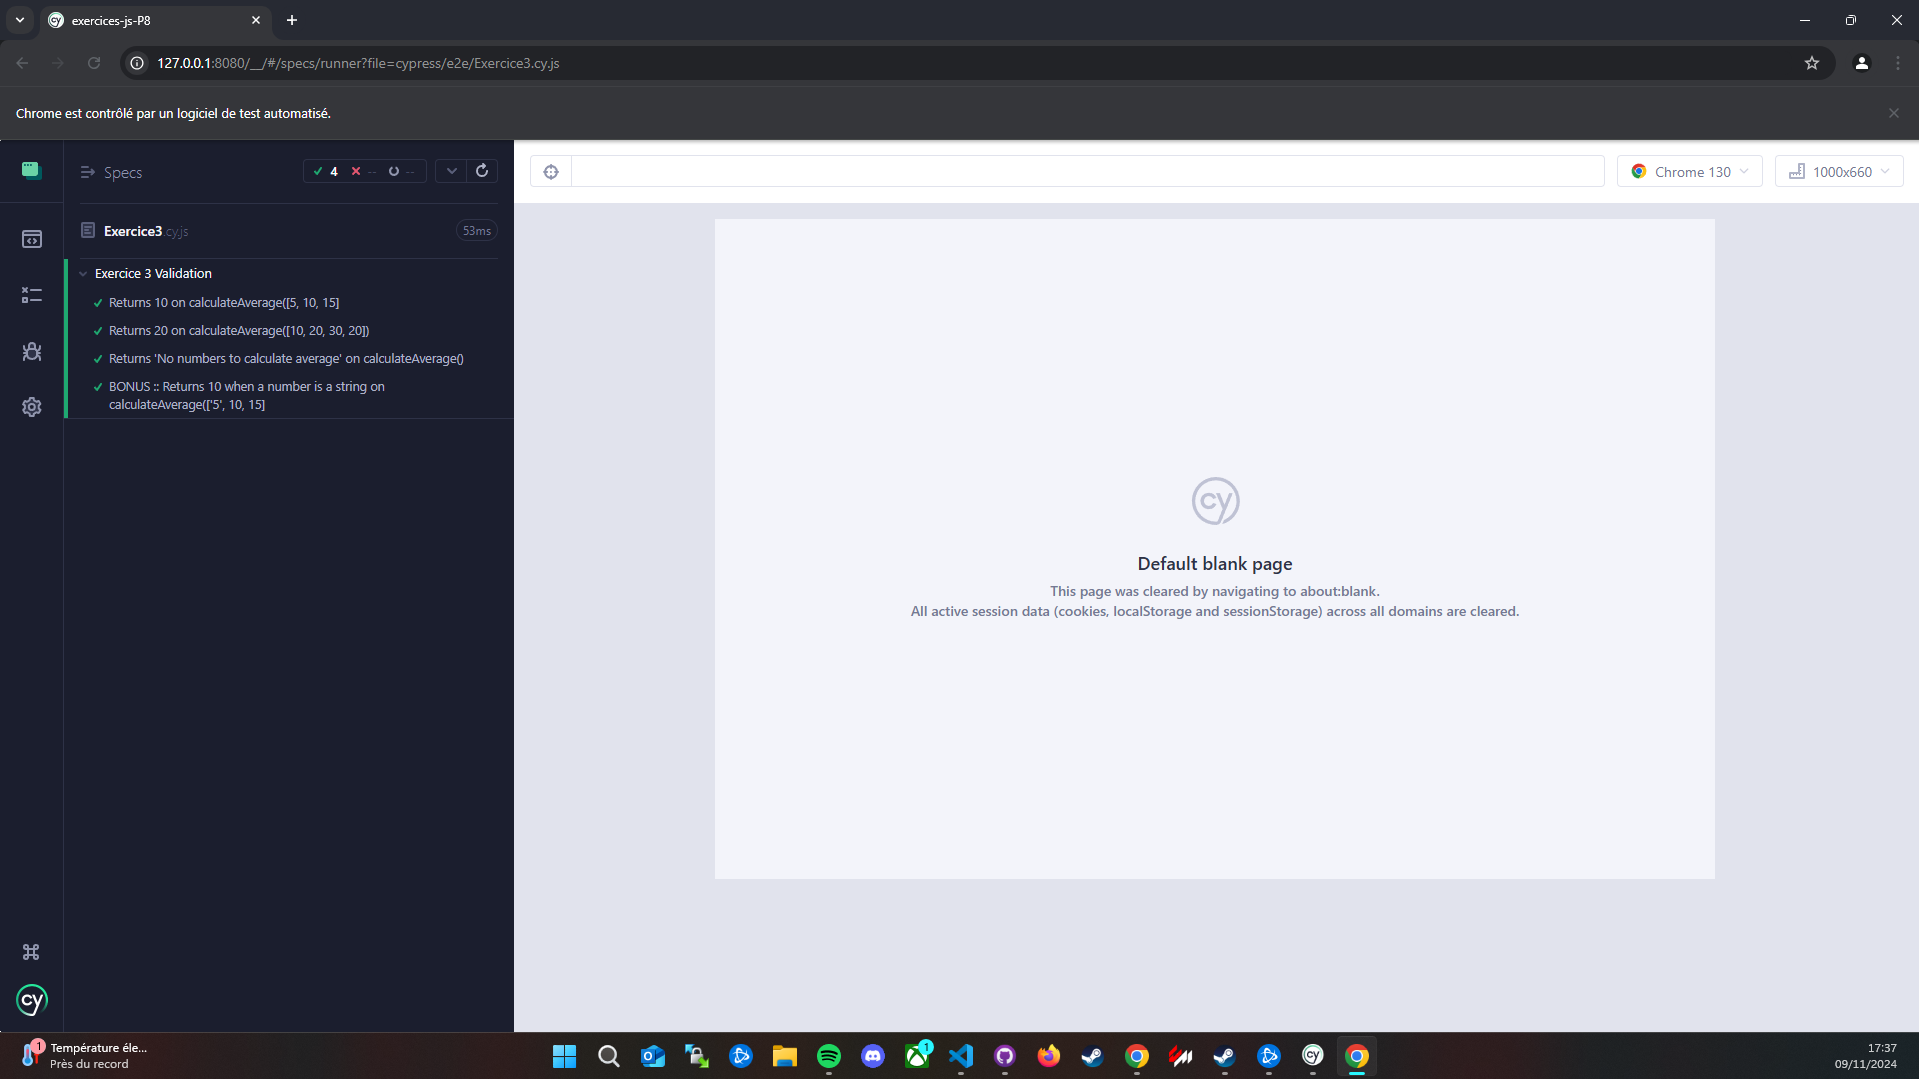 exercices-js-P8
127.0.0.1:8080/__/#/specs/runner?file=cypress/e2e/Exercice3.cy.js
Chrome est contrôlé par un logiciel de test automatisé.
Specs
4 -- --
Chrome 130
1000x660
Exercice3.cy.js
53ms
Exercice 3 Validation
Returns 10 on calculateAverage([5, 10, 15]
Returns 20 on calculateAverage([10, 20, 30, 20])
Returns 'No numbers to calculate average' on calculateAverage()
BONUS :: Returns 10 when a number is a string on
calculateAverage(['5', 10, 15]
cy
Default blank page
This page was cleared by navigating to about:blank.
All active session data (cookies, localStorage and sessionStorage) across all domains are cleared.
cy
1
Température éle...
Près du record
1
17:37
09/11/2024